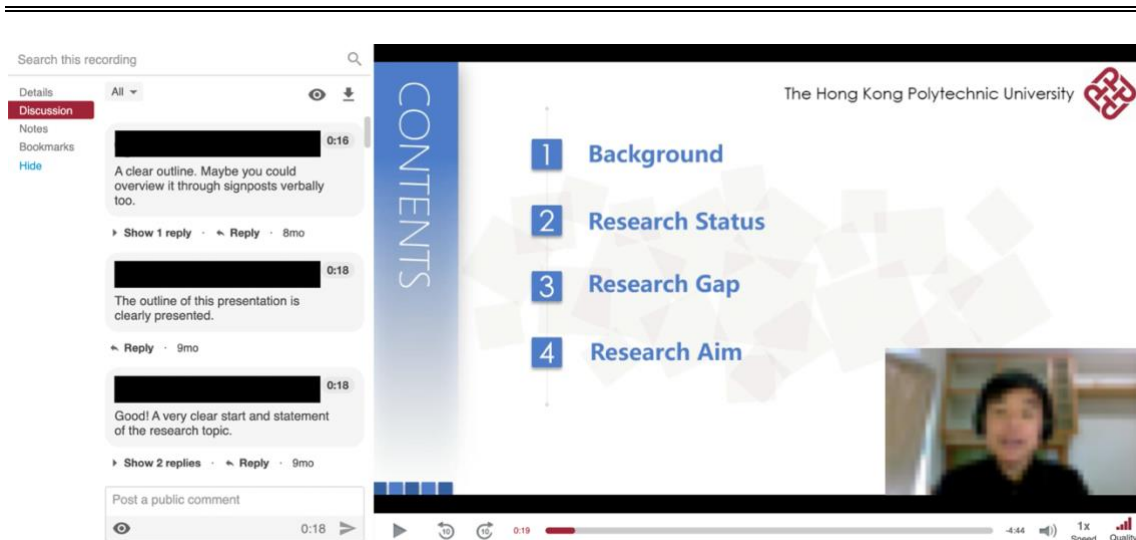 Search this recording
Details
Discussion
Notes
Bookmarks
Hide
All
0:16
A clear outline. Maybe you could
overview it through signposts verbally
too.
Show 1 reply · Reply · 8mo
0:18
The outline of this presentation is
clearly presented.
Reply · 9mo
0:18
Good! A very clear start and statement
of the research topic.
Show 2 replies · Reply · 9mo
Post a public comment
0:18
CONTENTS
The Hong Kong Polytechnic University
1 Background
2 Research Status
3 Research Gap
4 Research Aim
10
10
0:19
-4:44
1x
Speed
Quality